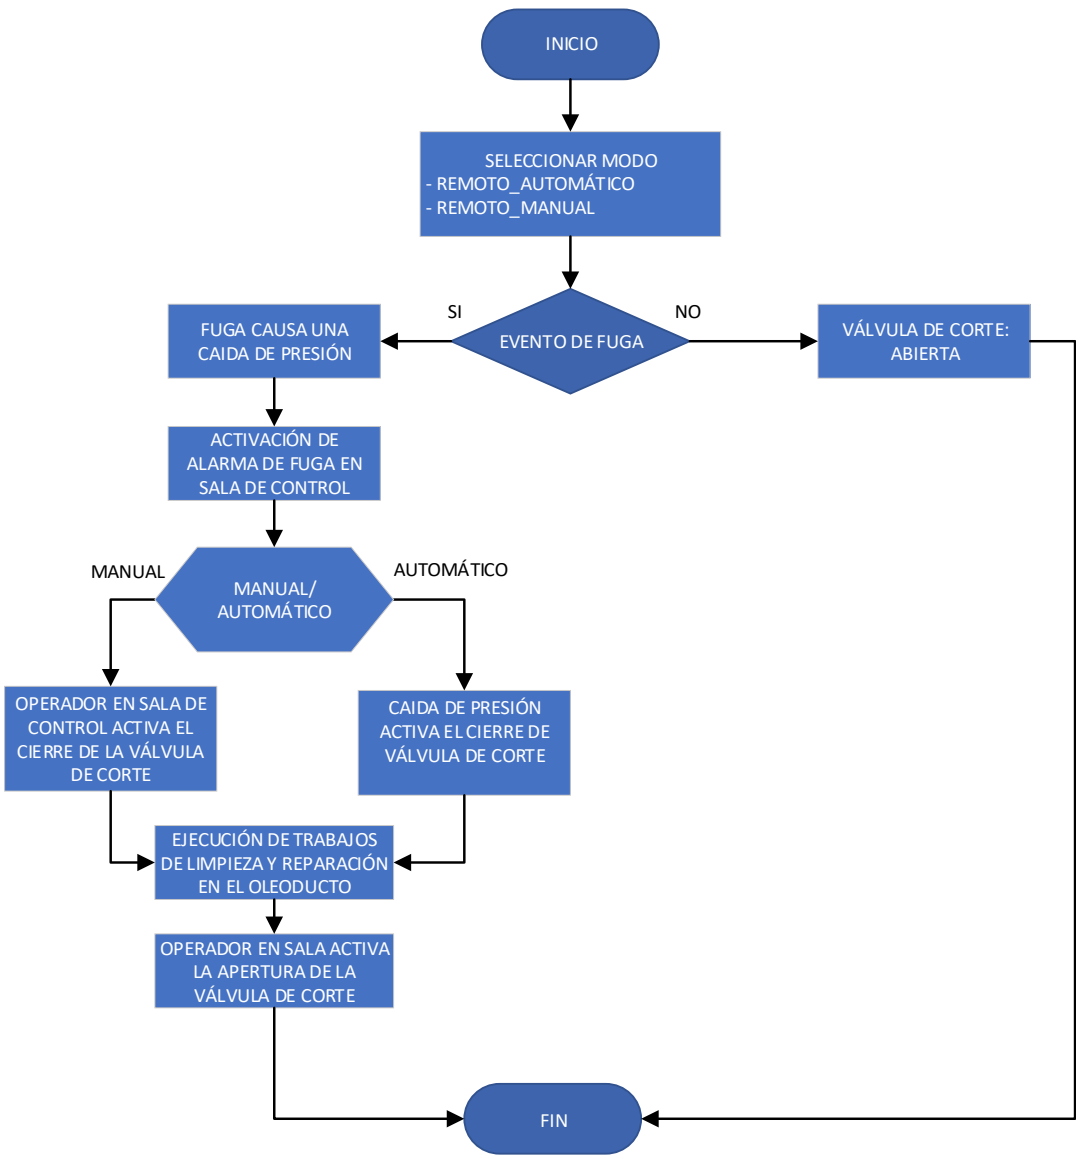 INICIO
SELECCIONAR MODO
- REMOTO_AUTOMÁTICO
- REMOTO_MANUAL
SI
NO
FUGA CAUSA UNA
CAIDA DE PRESIÓN
EVENTO DE FUGA
VÁLVULA DE CORTE:
ABIERTA
ACTIVACIÓN DE
ALARMA DE FUGA EN
SALA DE CONTROL
MANUAL
AUTOMÁTICO
MANUAL/
AUTOMÁTICO
OPERADOR EN SALA DE
CONTROL ACTIVA EL
CIERRE DE LA VÁLVULA
DE CORTE
CAIDA DE PRESIÓN
ACTIVA EL CIERRE DE
VÁLVULA DE CORTE
EJECUCIÓN DE TRABAJOS
DE LIMPIEZA Y REPARACIÓN
EN EL OLEODUCTO
OPERADOR EN SALA ACTIVA
LA APERTURA DE LA
VÁLVULA DE CORTE
FIN